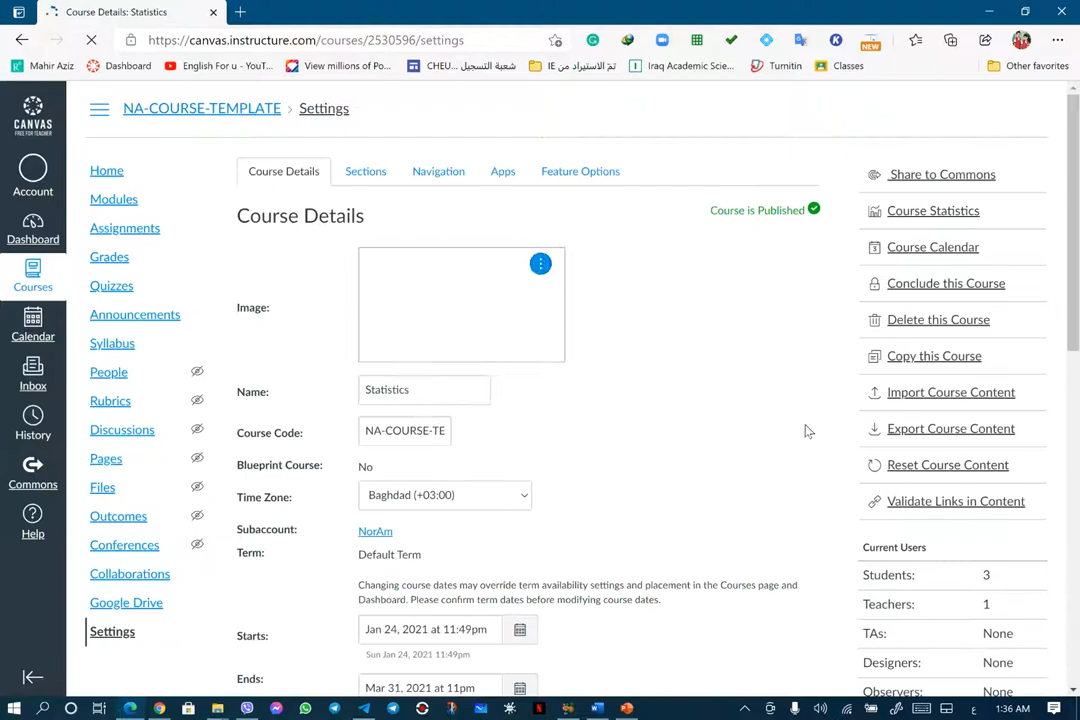 Course Details: Statistics
https://canvas.instructure.com/courses/2530596/settings
NEW
Mahir Aziz
Dashboard
English For u - YouT...
View millions of Po...
CHEU... شعبة التسجيل
تمّ الاستيراد من IE
Iraq Academic Scie...
Turnitin
Classes
Other favorites
CANVAS
FREE FOR TEACHER
Account
Dashboard
Courses
Calendar
Inbox
History
Commons
Help
NA-COURSE-TEMPLATE › Settings
Home
Modules
Assignments
Grades
Quizzes
Announcements
Syllabus
People
Rubrics
Discussions
Pages
Files
Outcomes
Conferences
Collaborations
Google Drive
Settings
Course Details
Sections
Navigation
Apps
Feature Options
Course Details
Course is Published
Image:
Name:
Statistics
Course Code:
NA-COURSE-TE
Blueprint Course:
No
Time Zone:
Baghdad (+03:00)
Subaccount:
NorAm
Term:
Default Term
Changing course dates may override term availability settings and placement in the Courses page and
Dashboard. Please confirm term dates before modifying course dates.
Starts:
Jan 24, 2021 at 11:49pm
Sun Jan 24, 2021 11:49pm
Ends:
Mar 31, 2021 at 11pm
Share to Commons
Course Statistics
Course Calendar
Conclude this Course
Delete this Course
Copy this Course
Import Course Content
Export Course Content
Reset Course Content
Validate Links in Content
Current Users
Students: 3
Teachers: 1
TAs: None
Designers: None
Observers: None
ع
1:36 AM